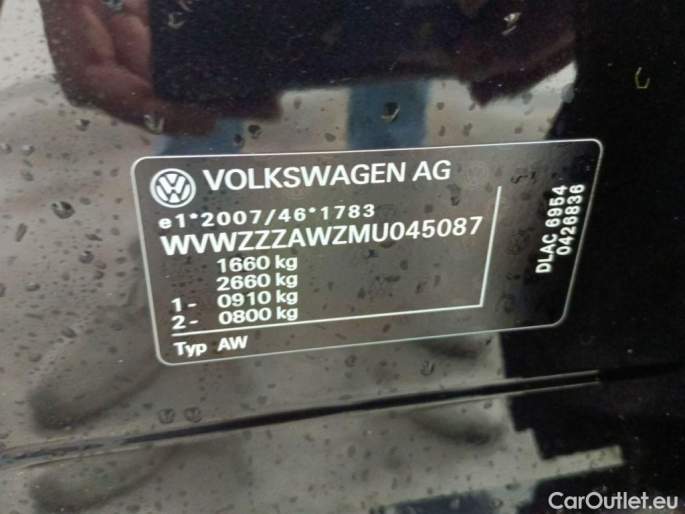 VOLKSWAGEN AG
e1*2007/46*1783
WVWZZZAWZMU045087
1660 kg
2660 kg
1- 0910 kg
2- 0800 kg
Typ AW
DLAC 6954
0426836
CarOutlet.eu